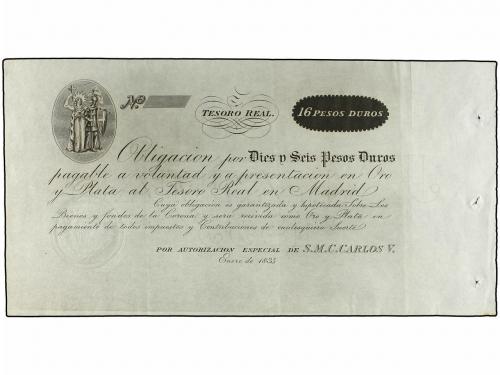 No.
TESORO REAL.
16 PESOS DUROS
Obligacion por Dies y Seis Pesos Duros
pagable a voluntad y a presentacion en Oro
y Plata al Tesoro Real en Madrid
Cuya obligacion es garantizada y hipotecada Sobre Los
Bienes y fondos de la Corona y sera recivida como Oro y Plata en
pagamento de todos impuestos y Contribuciones de cualesquiera Suerte
POR AUTORIZACION ESPECIAL DE S.M.C. CARLOS V.
Enero de 1835